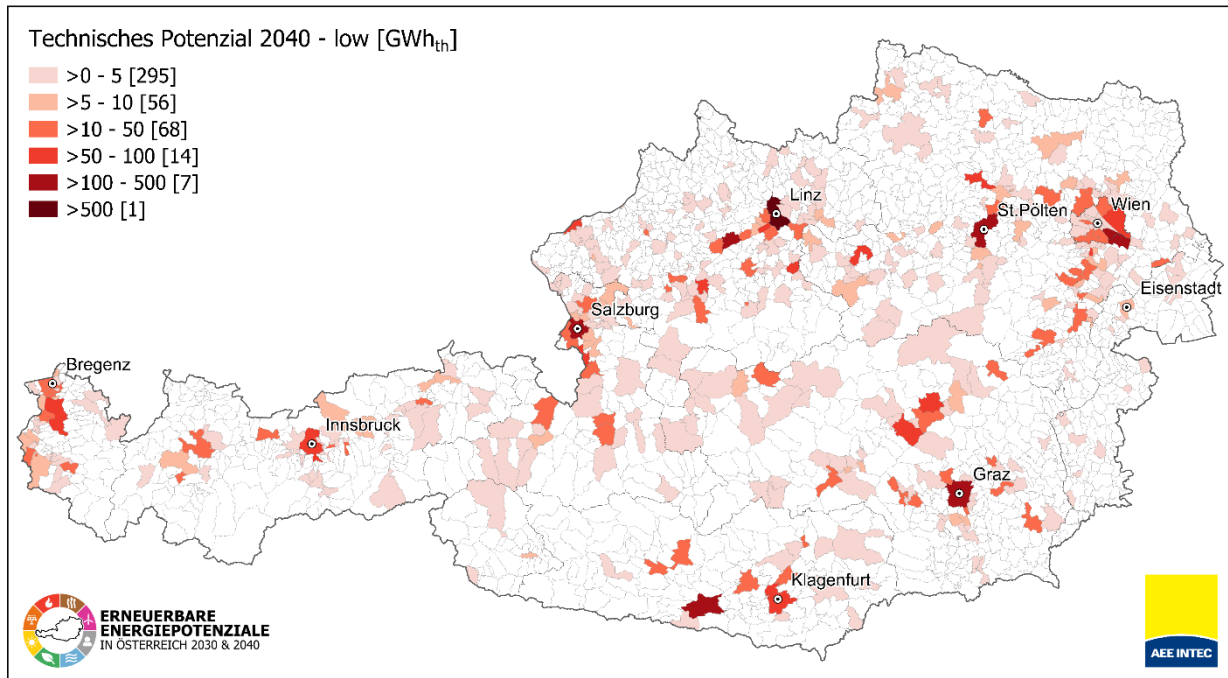 Technisches Potenzial 2040 - low [GWhth]
>0 - 5 [295]
>5 - 10 [56]
>10 - 50 [68]
>50 - 100 [14]
>100 - 500 [7]
>500 [1]
Linz
St.Pölten
Wien
Eisenstadt
Salzburg
Bregenz
Innsbruck
Graz
Klagenfurt
ERNEUERBARE
ENERGIEPOTENZIALE
IN ÖSTERREICH 2030 & 2040
AEE INTEC